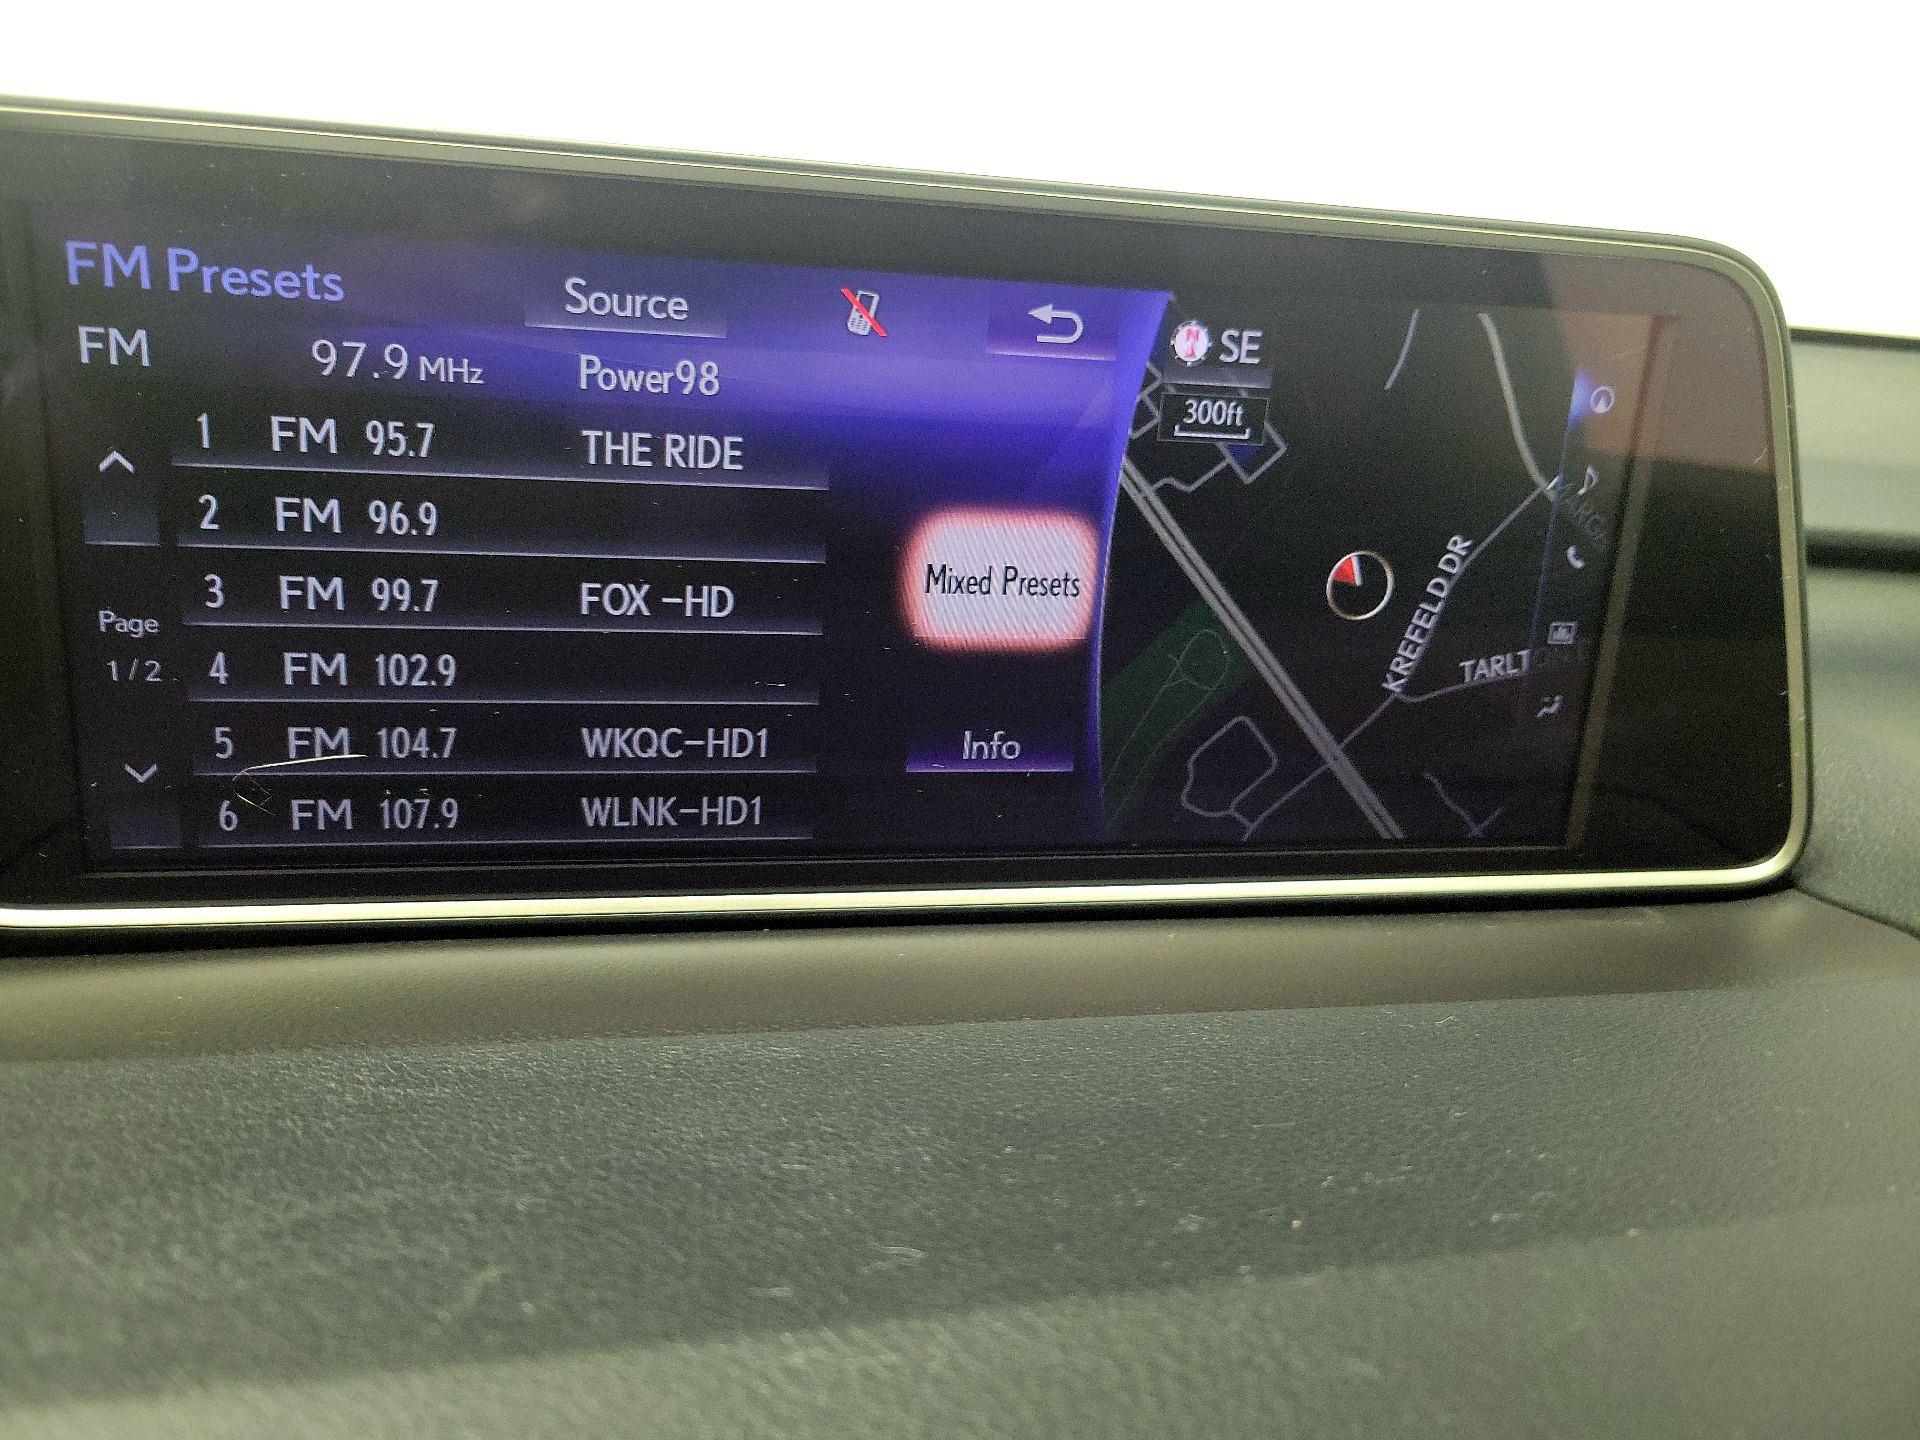 FM Presets
Source
FM 97.9 MHz Power98
1 FM 95.7 THE RIDE
2 FM 96.9
3 FM 99.7 FOX -HD
4 FM 102.9
5 FM 104.7 WKQC-HD1
6 FM 107.9 WLNK-HD1
Page
1/2
Mixed Presets
Info
N
SE
300ft
KREFELD DR